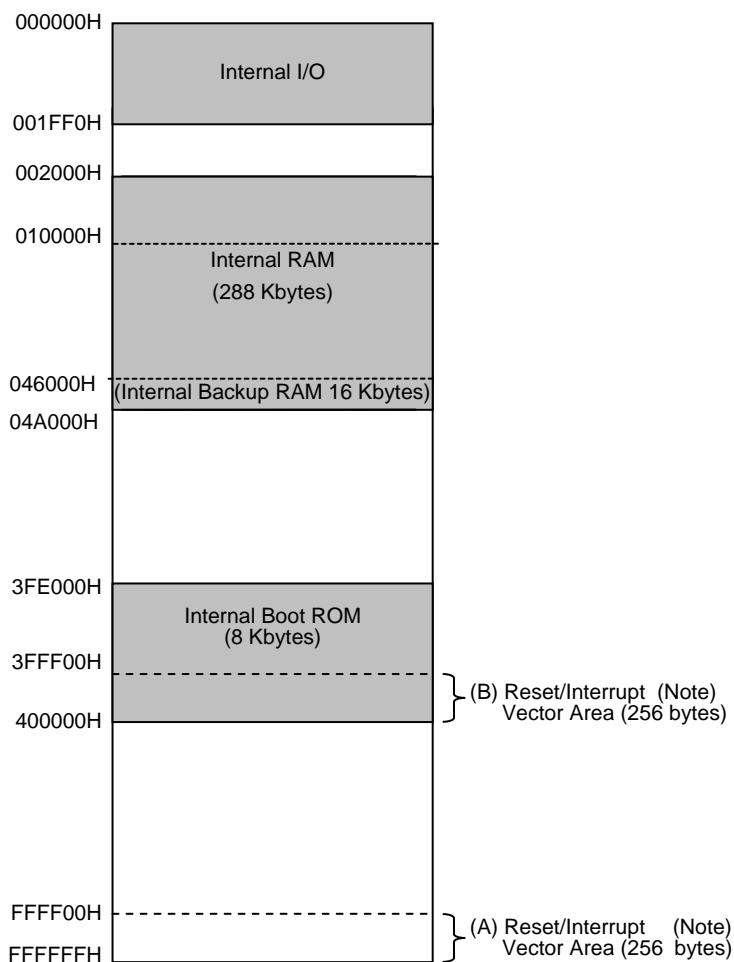 000000H
Internal I/O
001FF0H
002000H
010000H
Internal RAM
(288 Kbytes)
046000H
(Internal Backup RAM 16 Kbytes)
04A000H
3FE000H
Internal Boot ROM
(8 Kbytes)
3FFF00H
(B) Reset/Interrupt (Note)
Vector Area (256 bytes)
400000H
FFFF00H
(A) Reset/Interrupt (Note)
Vector Area (256 bytes)
FFFFFFH